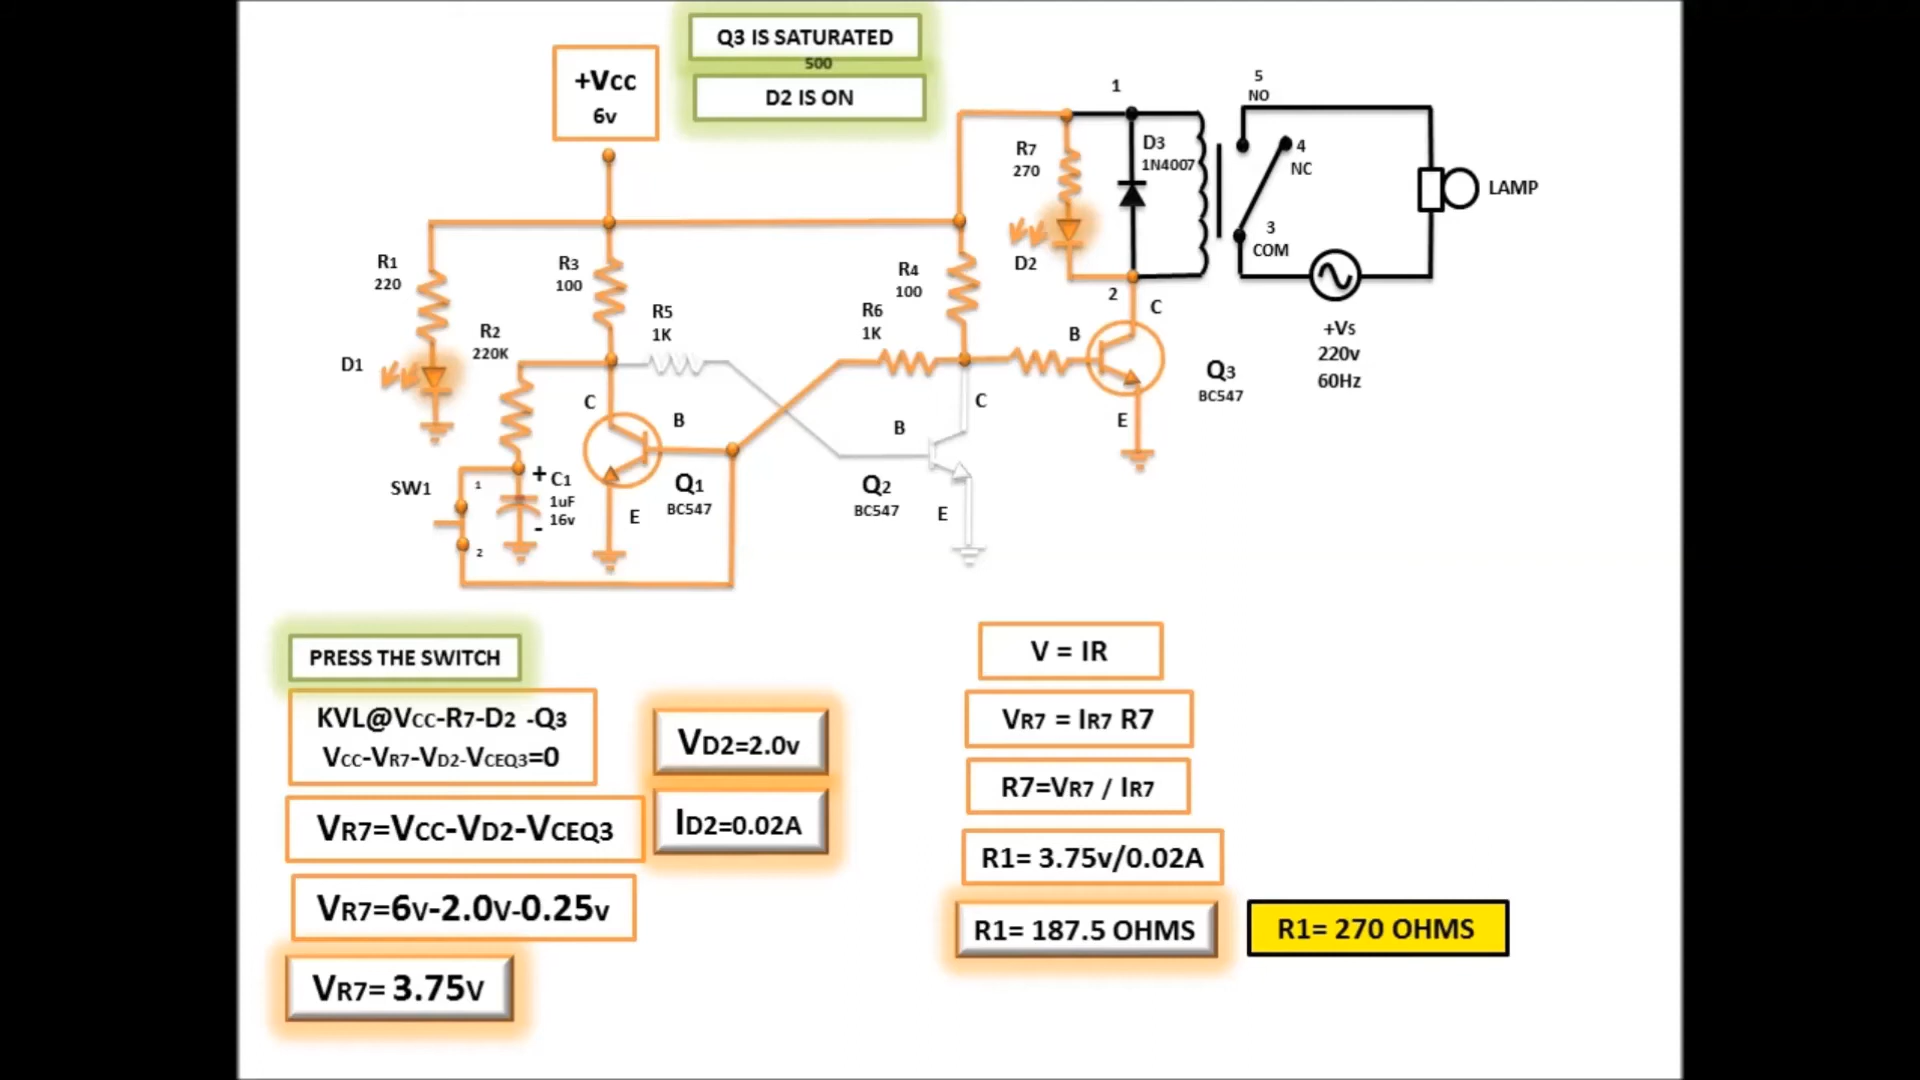 Q3 IS SATURATED
500
D2 IS ON
+Vcc
6v
1
5
NO
R7
270
D3
1N4007
4
NC
LAMP
3
COM
D2
2
C
R1
220
R3
100
R4
100
R5
1K
R6
1K
B
R2
220K
D1
+Vs
220v
60Hz
Q3
BC547
C
B
C
B
E
SW1
1
+ C1
1uF
16v
-
2
Q1
BC547
E
Q2
BC547
E
PRESS THE SWITCH
KVL@Vcc-R7-D2 -Q3
Vcc-VR7-VD2-VCEQ3=0
VR7=Vcc-VD2-VCEQ3
VR7=6V-2.0V-0.25v
VR7= 3.75V
VD2=2.0v
ID2=0.02A
V = IR
VR7 = IR7 R7
R7=VR7 / IR7
R1= 3.75v/0.02A
R1= 187.5 OHMS
R1= 270 OHMS